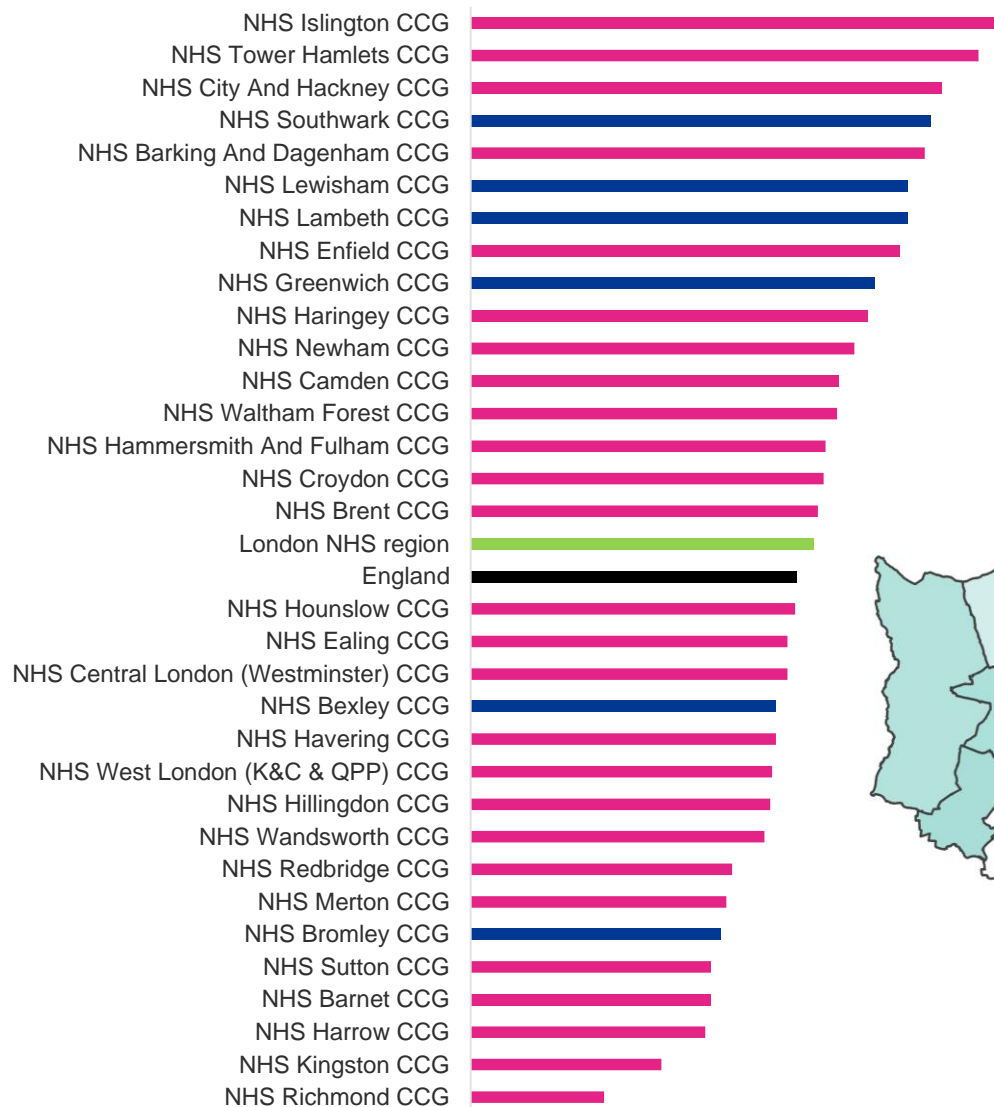 NHS Islington CCG
NHS Tower Hamlets CCG
NHS City And Hackney CCG
NHS Southwark CCG
NHS Barking And Dagenham CCG
NHS Lewisham CCG
NHS Lambeth CCG
NHS Enfield CCG
NHS Greenwich CCG
NHS Haringey CCG
NHS Newham CCG
NHS Camden CCG
NHS Waltham Forest CCG
NHS Hammersmith And Fulham CCG
NHS Croydon CCG
NHS Brent CCG
London NHS region
England
NHS Hounslow CCG
NHS Ealing CCG
NHS Central London (Westminster) CCG
NHS Bexley CCG
NHS Havering CCG
NHS West London (K&C & QPP) CCG
NHS Hillingdon CCG
NHS Wandsworth CCG
NHS Redbridge CCG
NHS Merton CCG
NHS Bromley CCG
NHS Sutton CCG
NHS Barnet CCG
NHS Harrow CCG
NHS Kingston CCG
NHS Richmond CCG